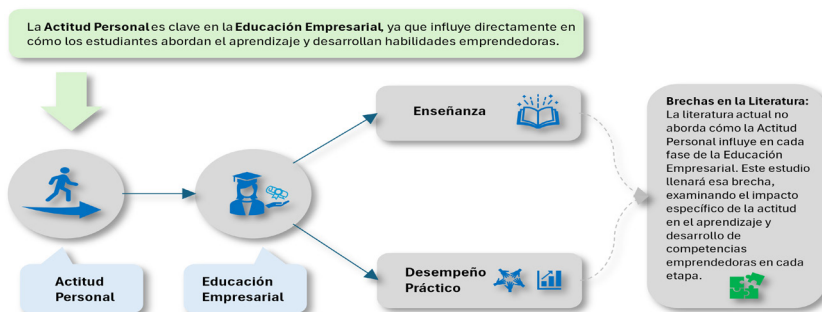 La Actitud Personal es clave en la Educación Empresarial, ya que influye directamente en
cómo los estudiantes abordan el aprendizaje y desarrollan habilidades emprendedoras.
Enseñanza
Actitud
Personal
Educación
Empresarial
Desempeño
Práctico
Brechas en la Literatura:
La literatura actual no
aborda cómo la Actitud
Personal influye en cada
fase de la Educación
Empresarial. Este estudio
llenará esa brecha,
examinando el impacto
específico de la actitud
en el aprendizaje y
desarrollo de
competencias
emprendedoras en cada
etapa.